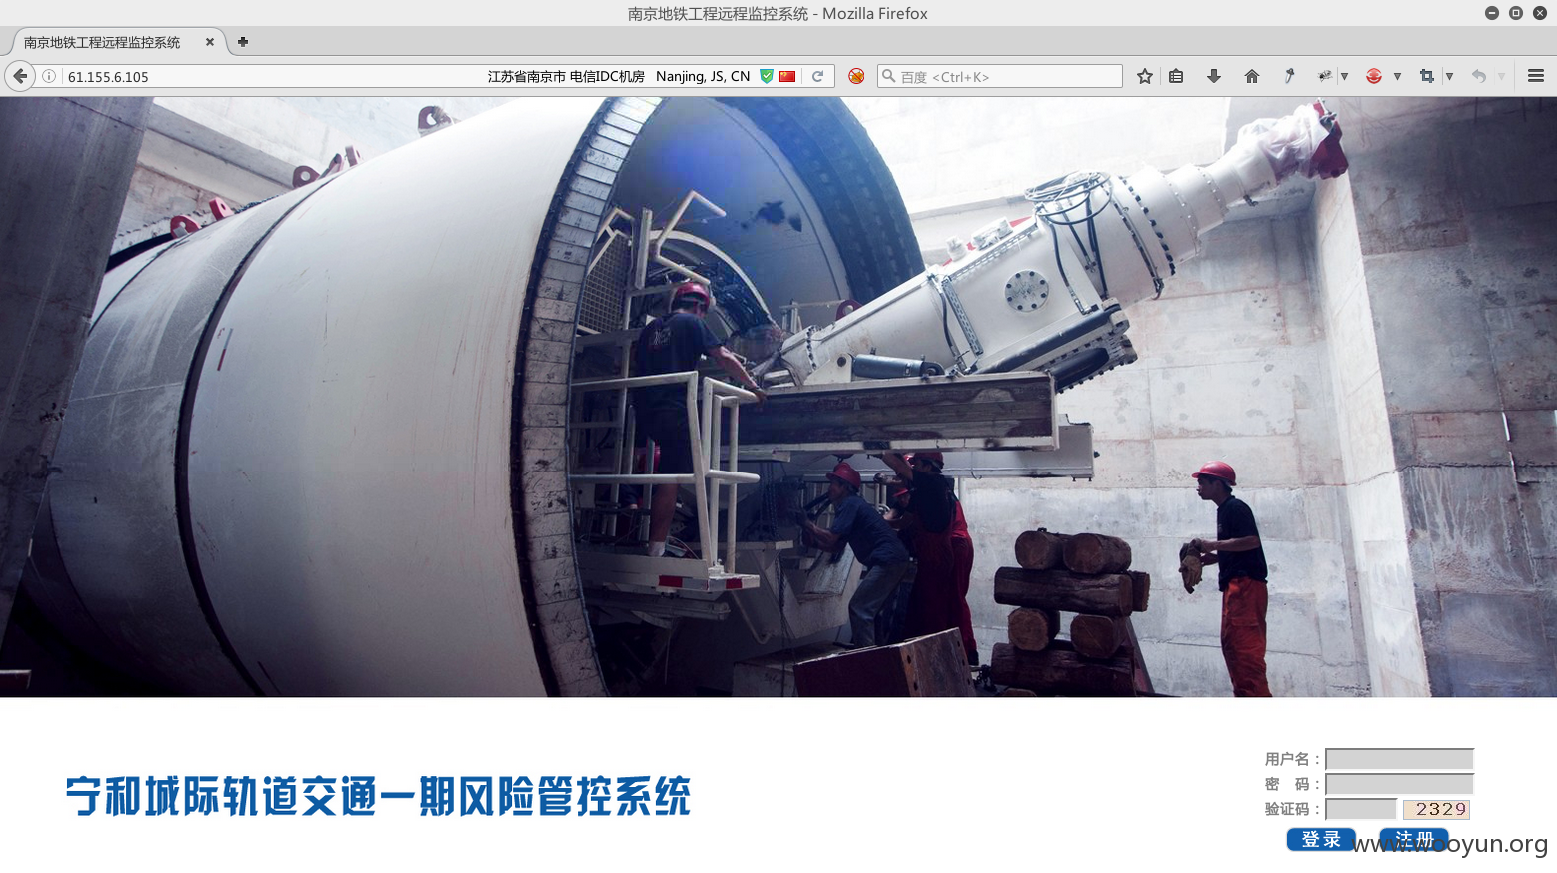 南京地铁工程远程监控系统 - Mozilla Firefox
南京地铁工程远程监控系统
61.155.6.105 江苏省南京市 电信IDC机房 Nanjing, JS, CN 百度 <Ctrl+K>
宁和城际轨道交通一期风险管控系统
用户名：
密 码：
验证码： 2329
登录 注册
www.wooyun.org